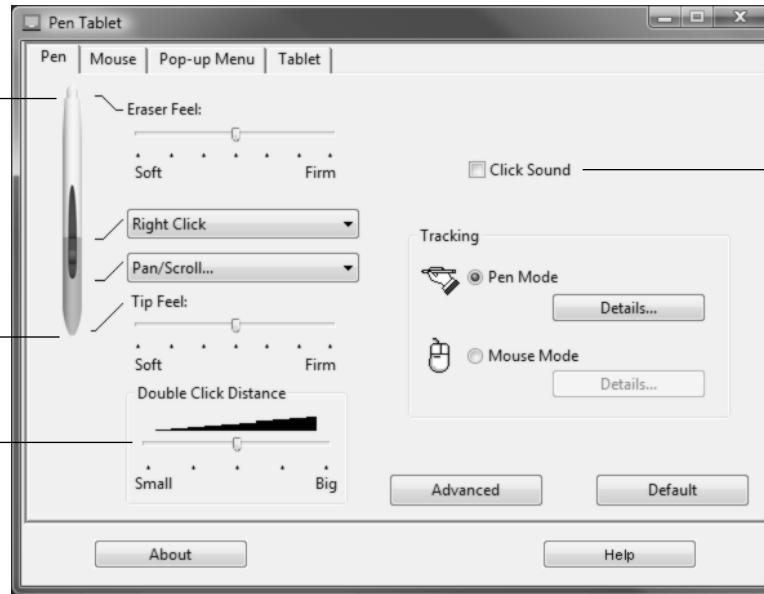 Pen Tablet
Pen Mouse Pop-up Menu Tablet
Eraser Feel:
Soft Firm
Right Click
Pan/Scroll...
Tip Feel:
Soft Firm
Double Click Distance
Small Big
Click Sound
Tracking
Pen Mode
Details...
Mouse Mode
Details...
Advanced Default
About Help